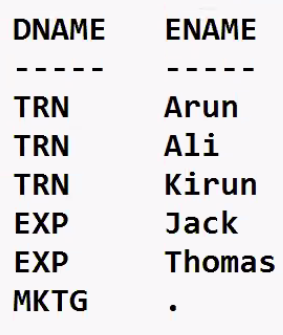 DNAME ENAME
----- -----
TRN Arun
TRN Ali
TRN Kirun
EXP Jack
EXP Thomas
MKTG .